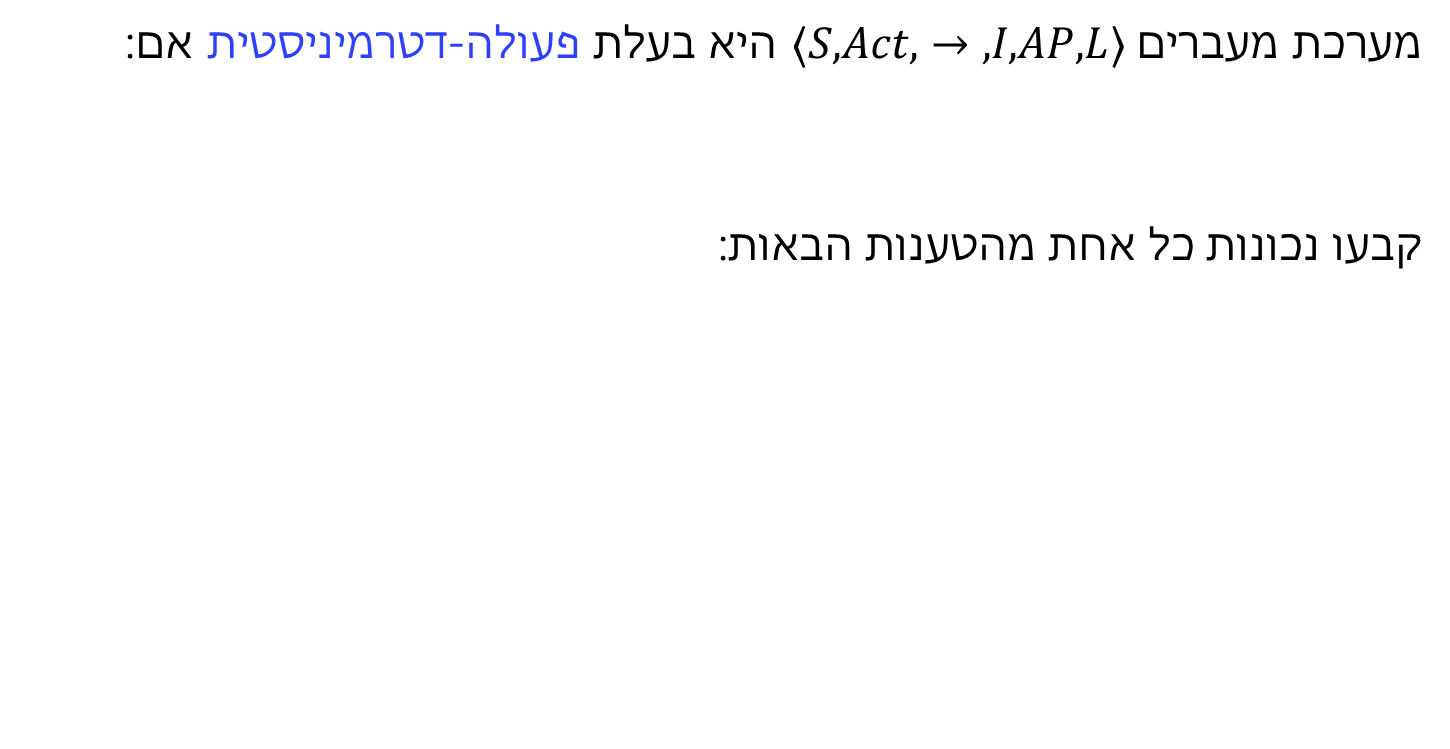 מערכת מעברים ⟨S,Act, → ,I,AP,L⟩ היא בעלת פעולה-דטרמיניסטית אם:
קבעו נכונות כל אחת מהטענות הבאות: